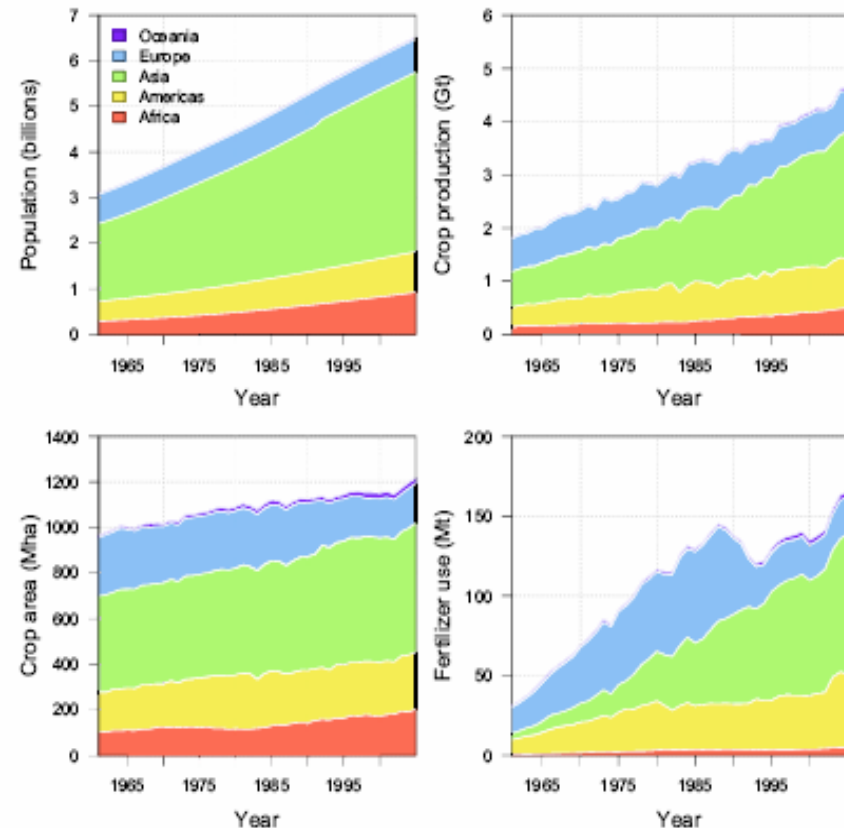 Population (billions)
7
6
5
4
3
2
1
0
Oceania
Europe
Asia
Americas
Africa
1965 1975 1985 1995
Year
Crop production (Gt)
6
5
4
3
2
1
0
1965 1975 1985 1995
Year
Crop area (Mha)
1400
1200
1000
800
600
400
200
0
1965 1975 1985 1995
Year
Fertilizer use (Mt)
200
150
100
50
0
1965 1975 1985 1995
Year